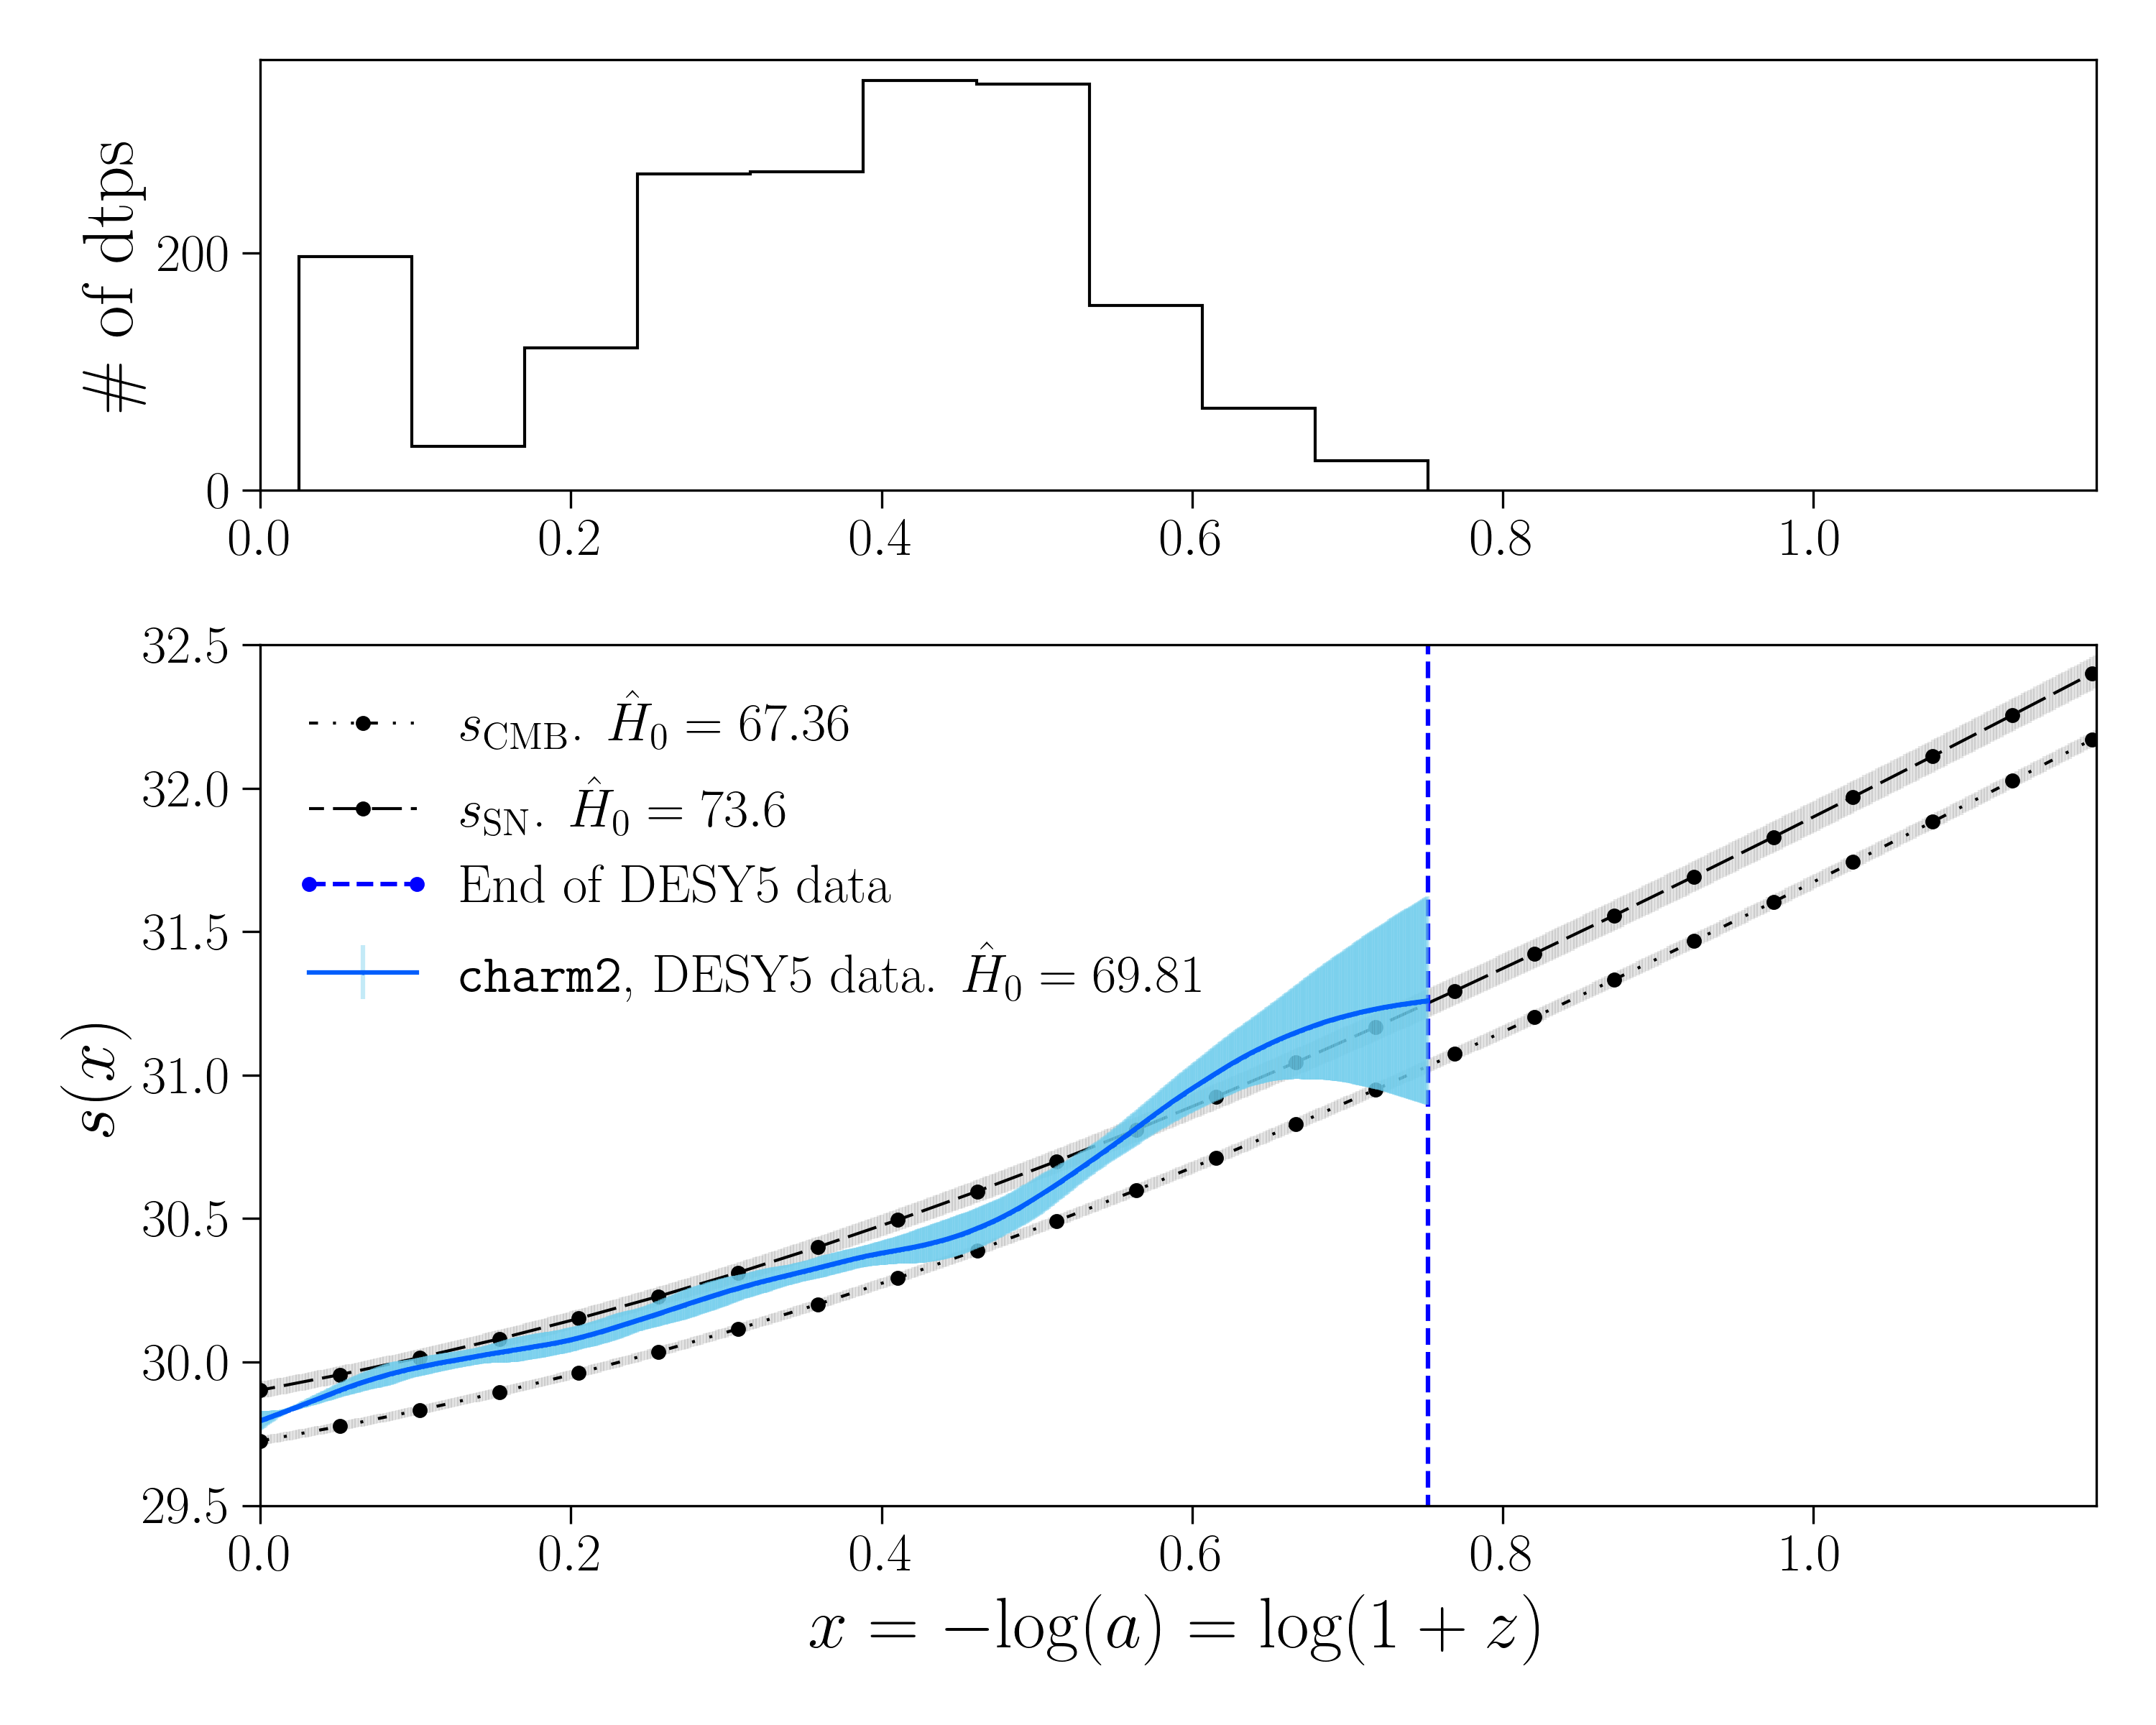 # of dtps
200
0
0.0 0.2 0.4 0.6 0.8 1.0
32.5
32.0
31.5
31.0
30.5
30.0
29.5
s(x)
s_CMB. Ĥ_0 = 67.36
s_SN. Ĥ_0 = 73.6
End of DESY5 data
charm2, DESY5 data. Ĥ_0 = 69.81
0.0 0.2 0.4 0.6 0.8 1.0
x = −log(a) = log(1 + z)